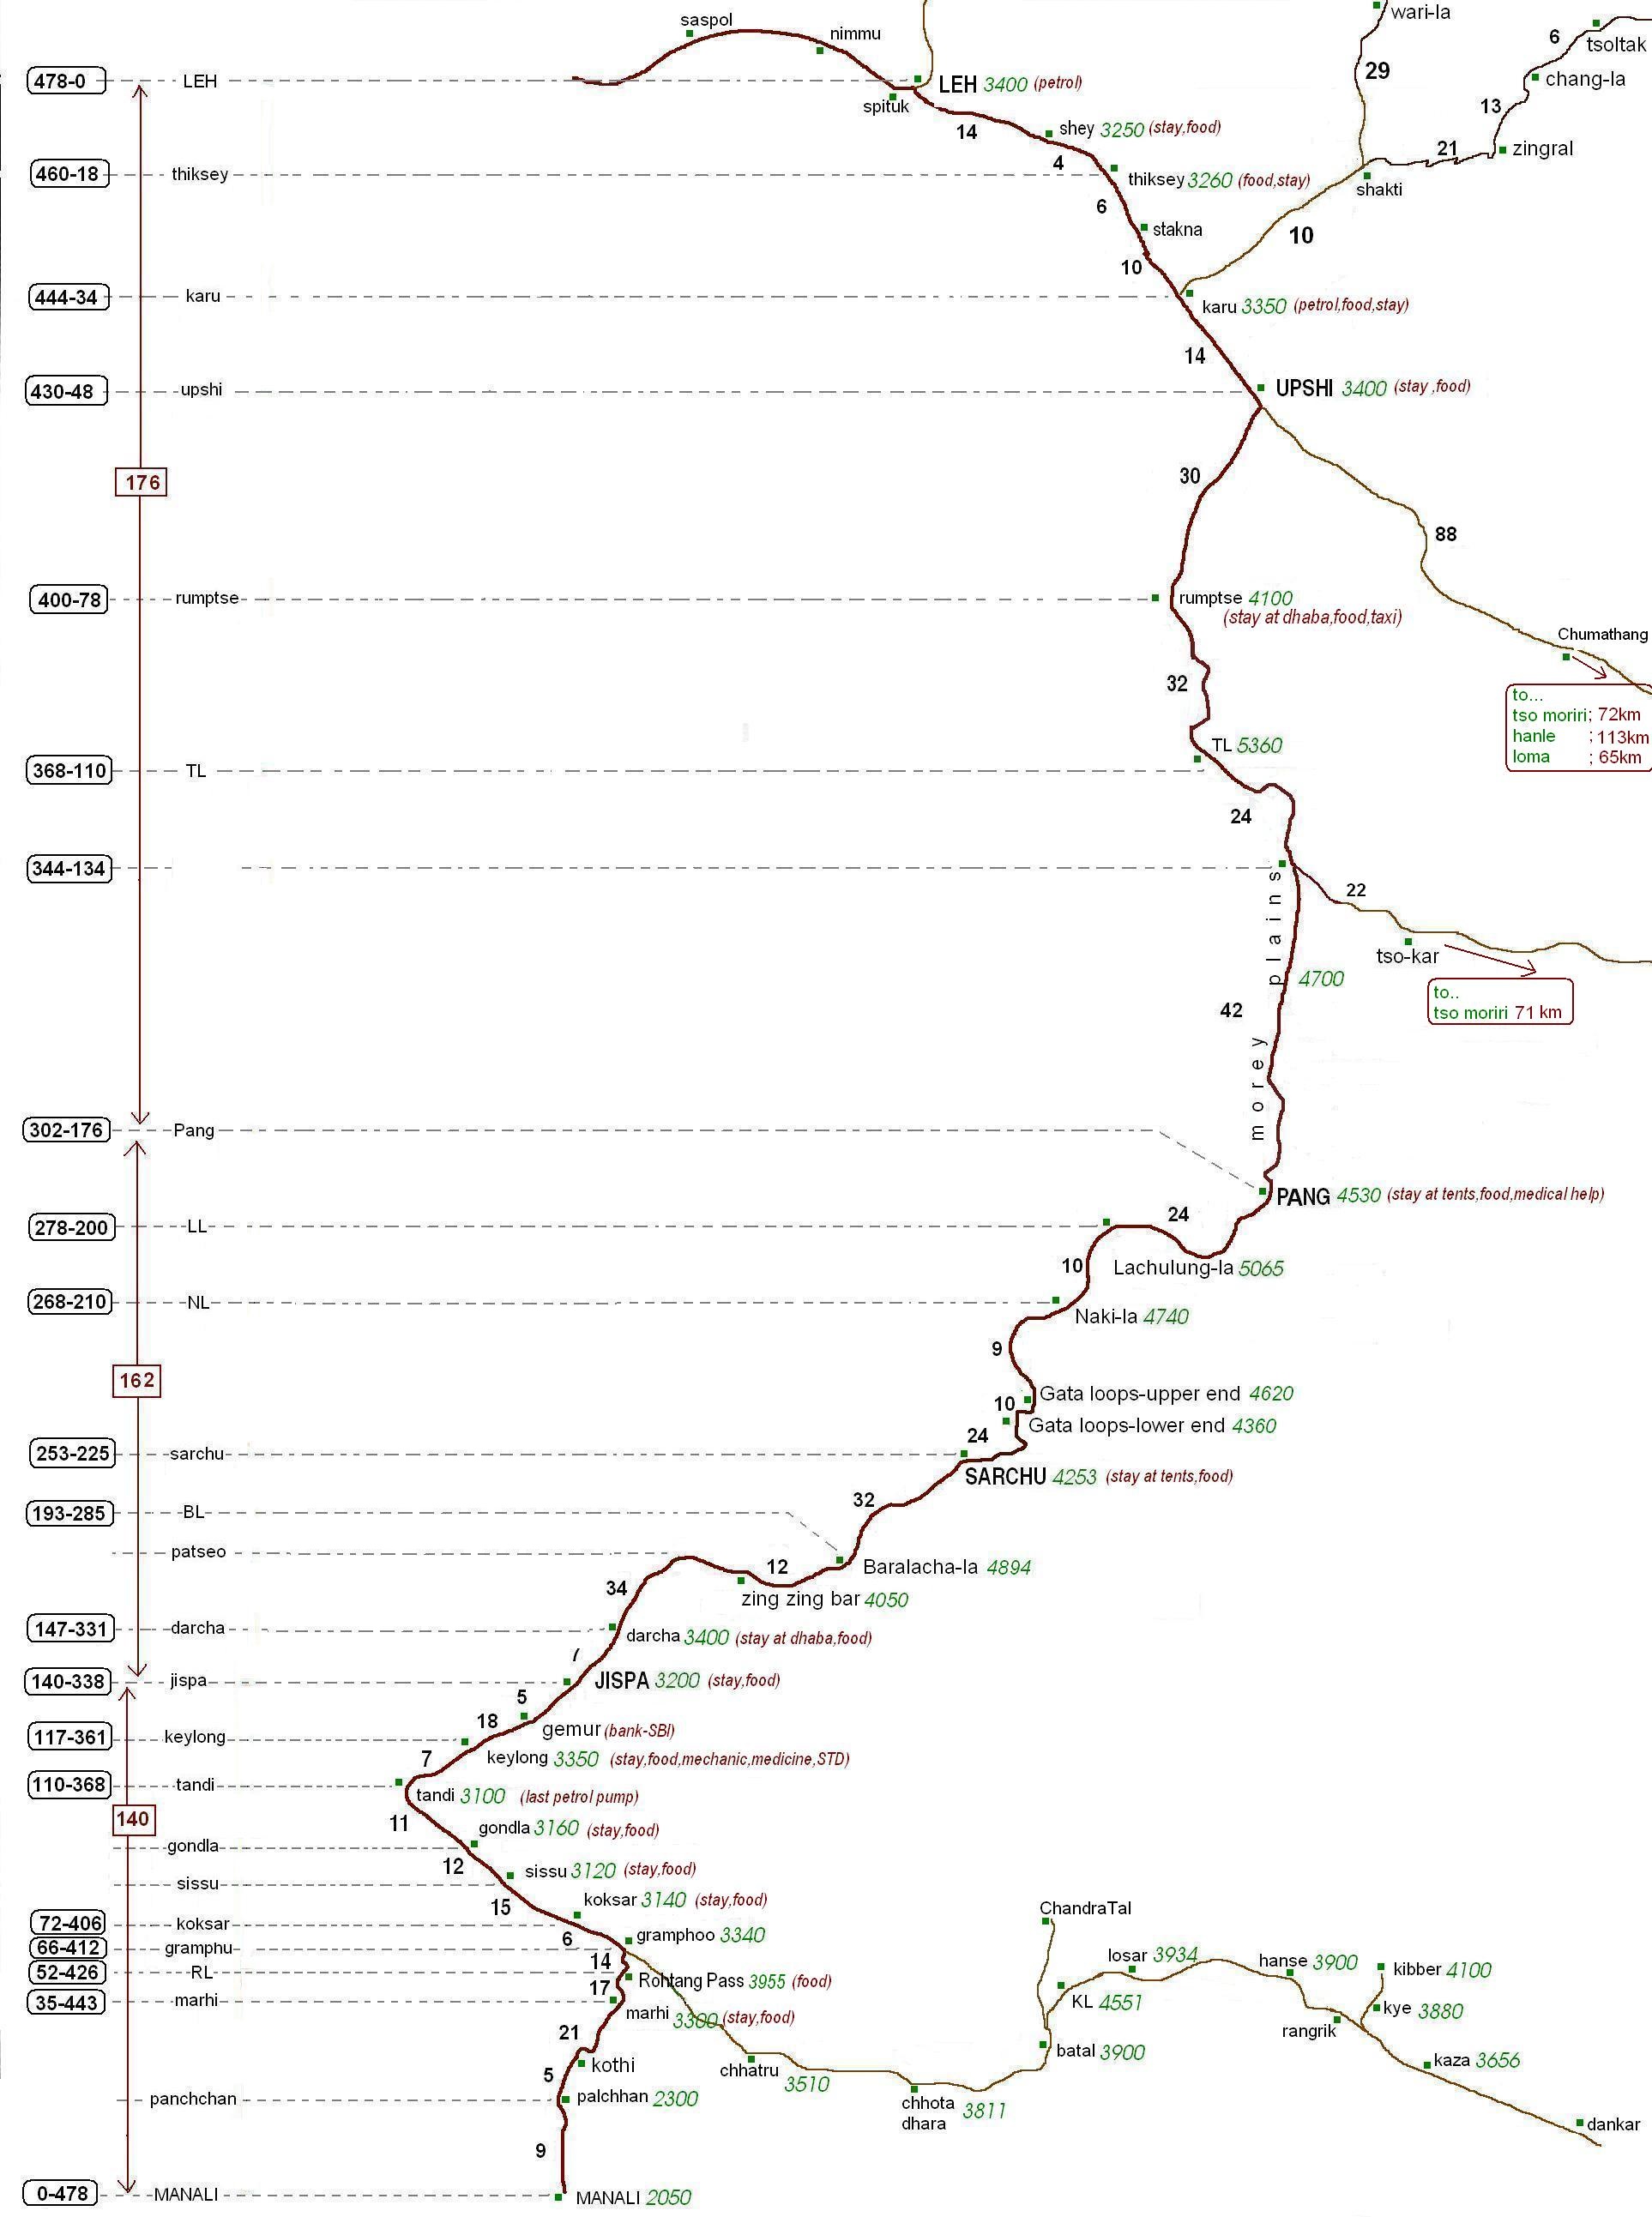 saspol
nimmu
wari-la
6
tsoltak
29
chang-la
478-0
LEH
LEH 3400 (petrol)
spituk
13
14
shey 3250 (stay,food)
21
zingral
4
460-18
thiksey
thiksey 3260 (food,stay)
shakti
6
stakna
10
10
444-34
karu
karu 3350 (petrol,food,stay)
14
430-48
upshi
UPSHI 3400 (stay ,food)
176
30
88
400-78
rumptse
rumptse 4100
(stay at dhaba,food,taxi)
Chumathang
32
to...
tso moriri; 72km
hanle ; 113km
loma ; 65km
TL 5360
368-110
TL
24
344-134
22
tso-kar
morey plains
4700
to..
tso moriri 71 km
42
302-176
Pang
PANG 4530 (stay at tents,food,medical help)
24
278-200
LL
10
Lachulung-la 5065
268-210
NL
Naki-la 4740
9
162
Gata loops-upper end 4620
10
Gata loops-lower end 4360
24
253-225
sarchu
SARCHU 4253 (stay at tents,food)
32
193-285
BL
patseo
12
Baralacha-la 4894
34
zing zing bar 4050
147-331
darcha
darcha 3400 (stay at dhaba,food)
7
140-338
jispa
JISPA 3200 (stay,food)
5
18
gemur (bank-SBI)
117-361
keylong
keylong 3350 (stay,food,mechanic,medicine,STD)
7
110-368
tandi
tandi 3100 (last petrol pump)
140
11
gondla 3160 (stay,food)
gondla
12
sissu 3120 (stay,food)
sissu
15
koksar 3140 (stay,food)
ChandraTal
72-406
koksar
6
gramphoo 3340
66-412
gramphu
14
losar 3934
hanse 3900
kibber 4100
52-426
RL
Rohtang Pass 3955 (food)
17
35-443
marhi
marhi 3300 (stay,food)
KL 4551
kye 3880
rangrik
21
kothi
batal 3900
kaza 3656
5
chhatru 3510
panchchan
palchhan 2300
chhota
dhara 3811
dankar
9
0-478
MANALI
MANALI 2050